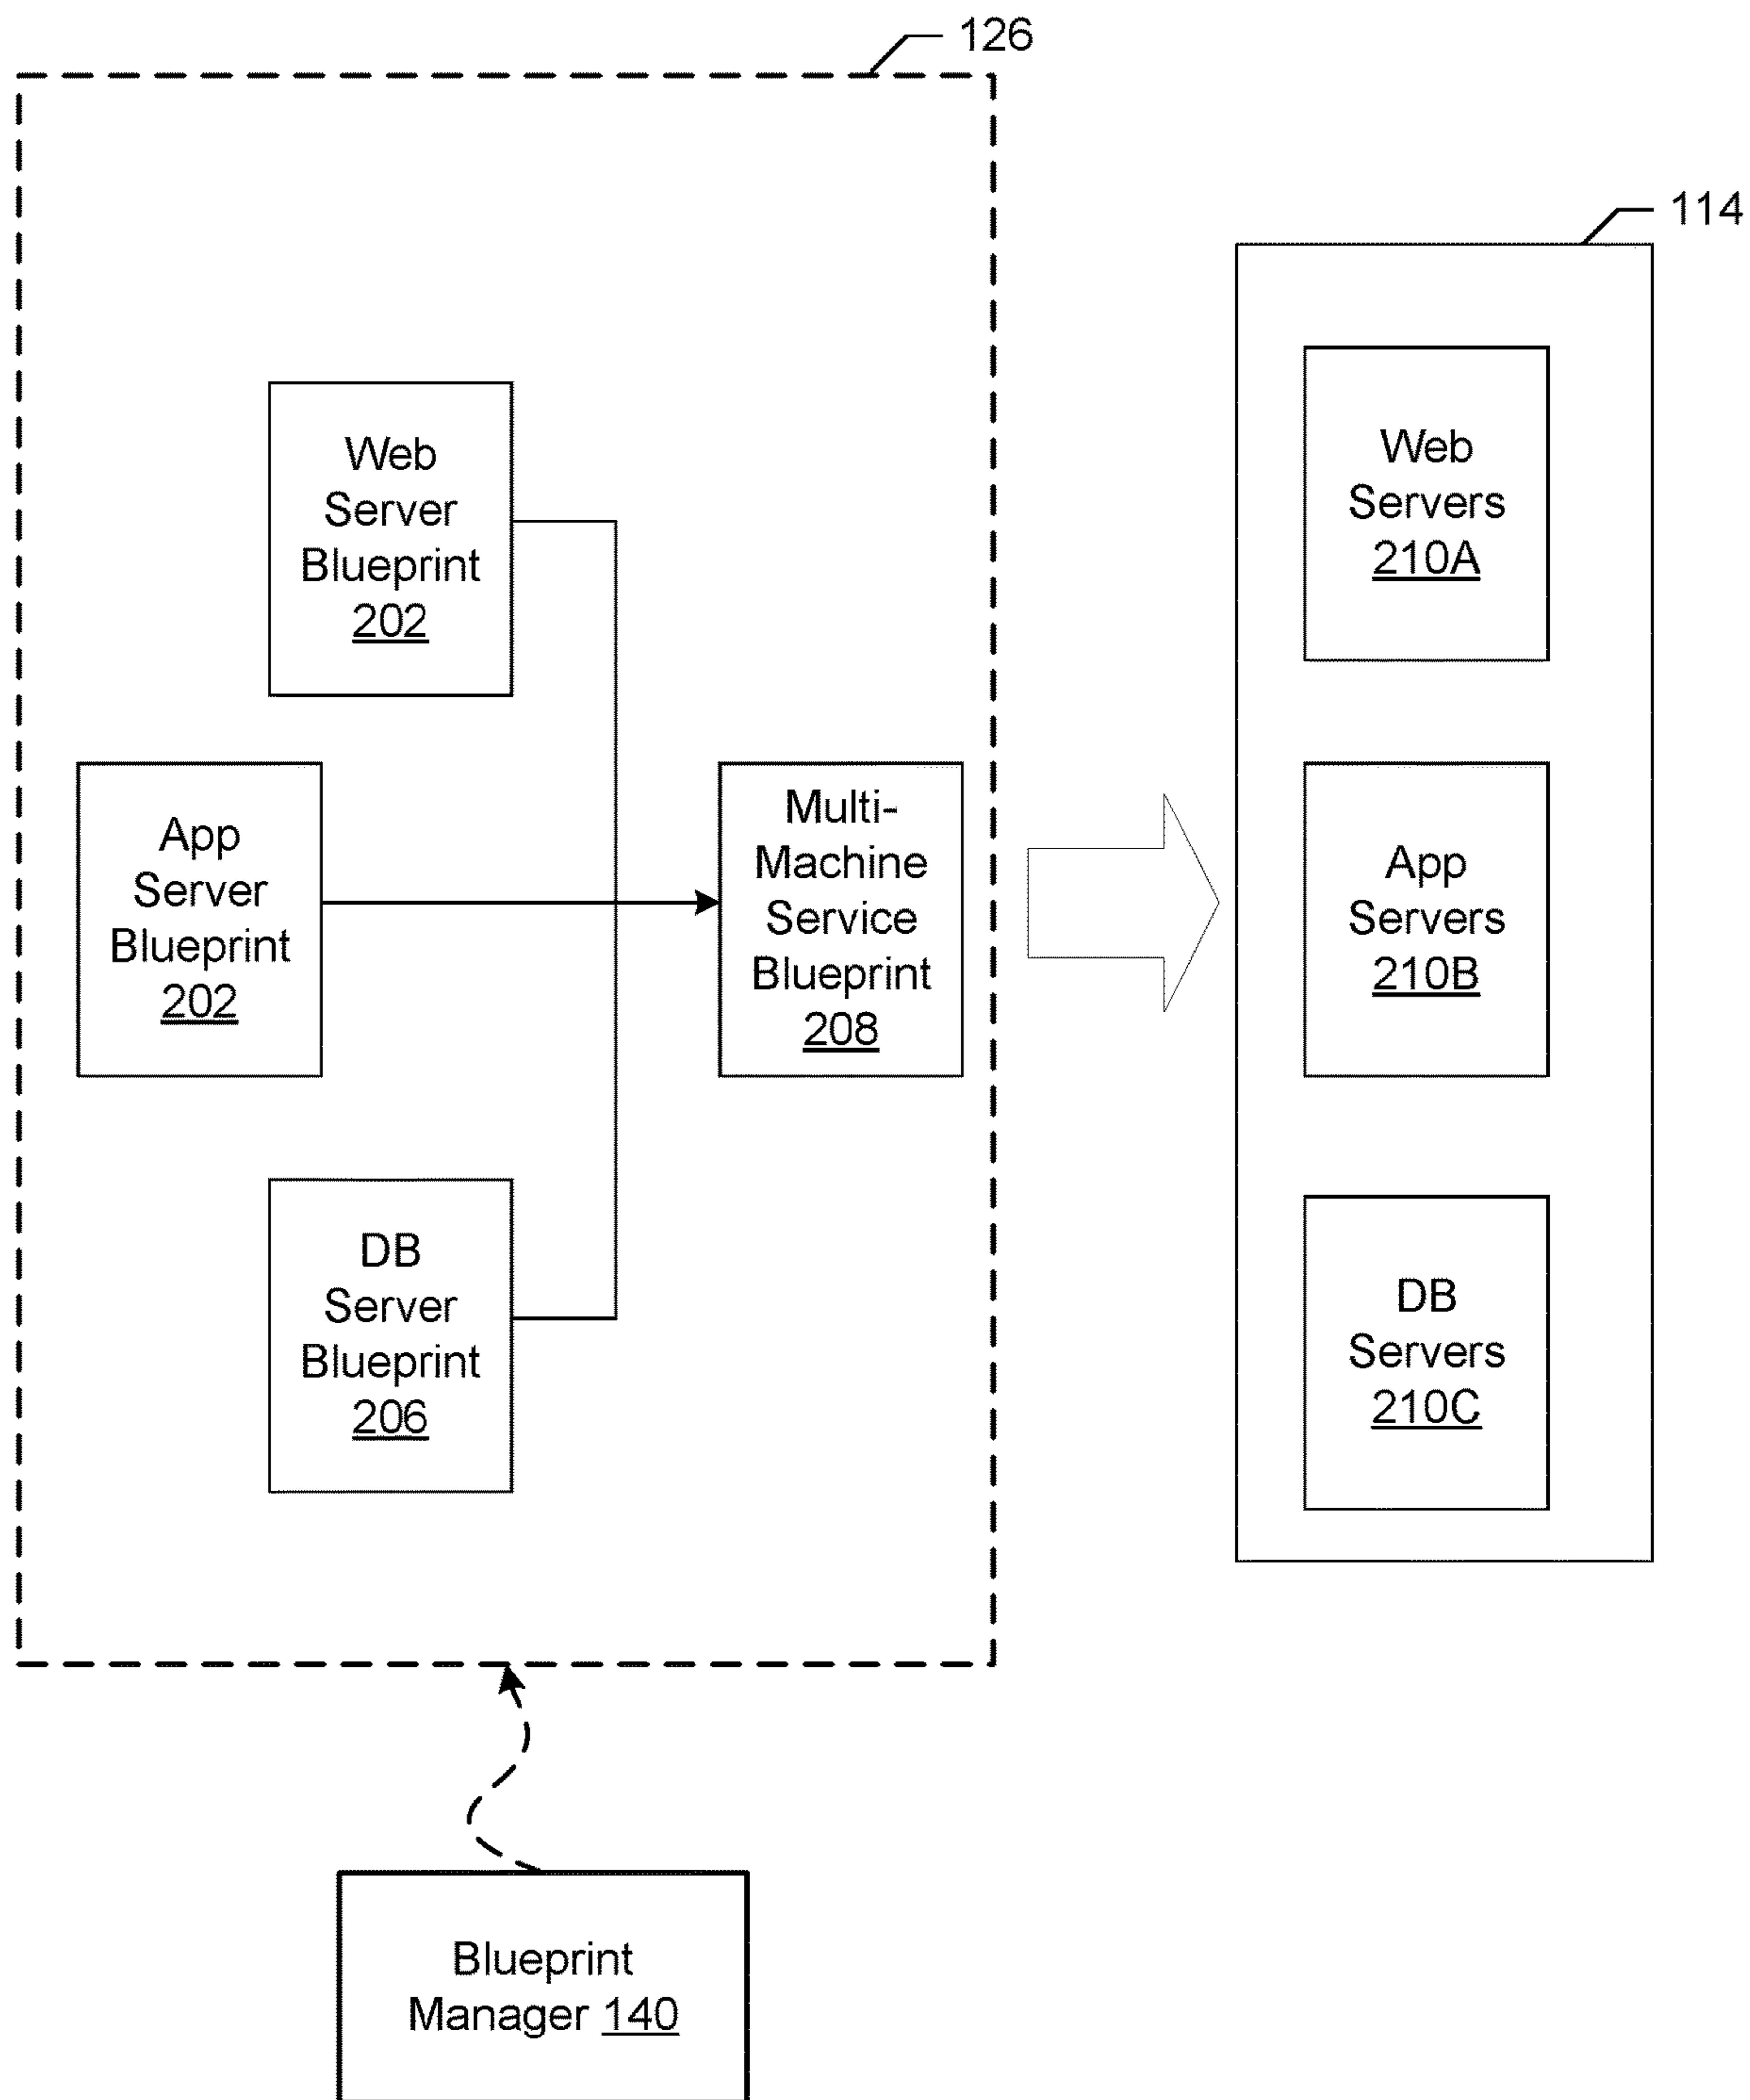 126
114
Web
Server
Blueprint
202
App
Server
Blueprint
202
DB
Server
Blueprint
206
Multi-
Machine
Service
Blueprint
208
Web
Servers
210A
App
Servers
210B
DB
Servers
210C
Blueprint
Manager 140